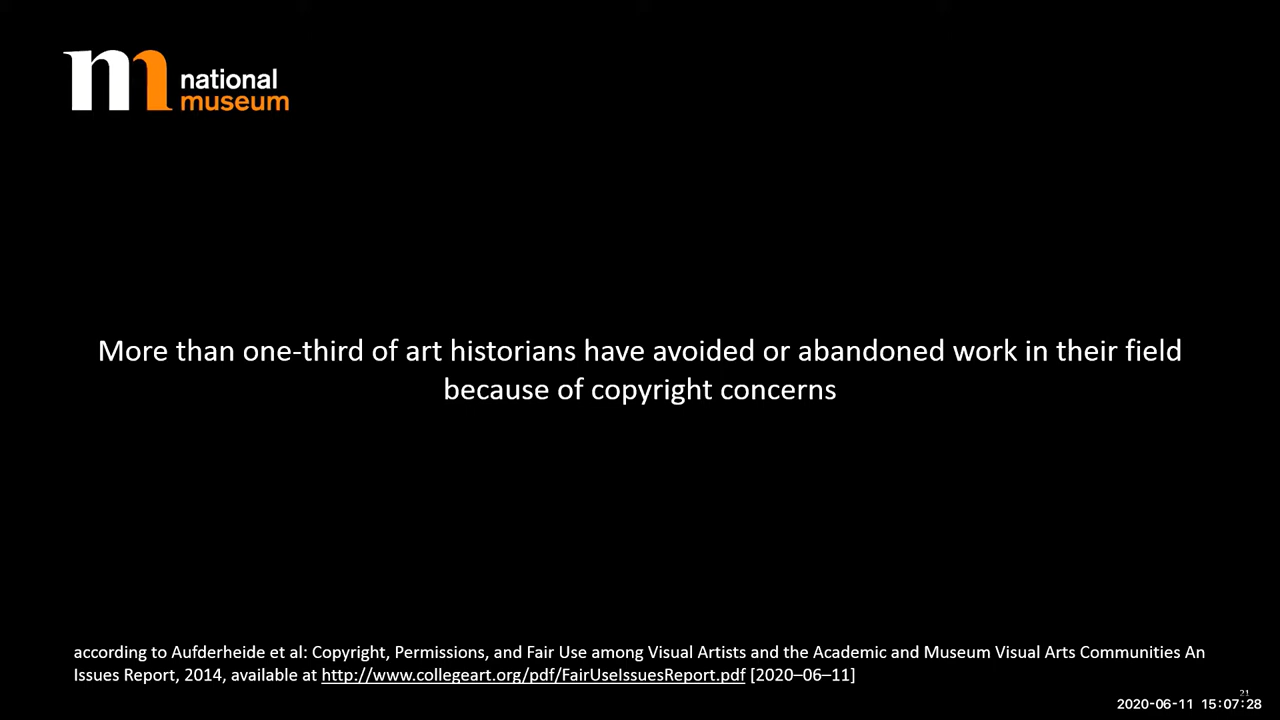 national
museum
More than one-third of art historians have avoided or abandoned work in their field
because of copyright concerns
according to Aufderheide et al: Copyright, Permissions, and Fair Use among Visual Artists and the Academic and Museum Visual Arts Communities An
Issues Report, 2014, available at http://www.collegeart.org/pdf/FairUseIssuesReport.pdf [2020–06–11]
21
2020-06-11 15:07:28